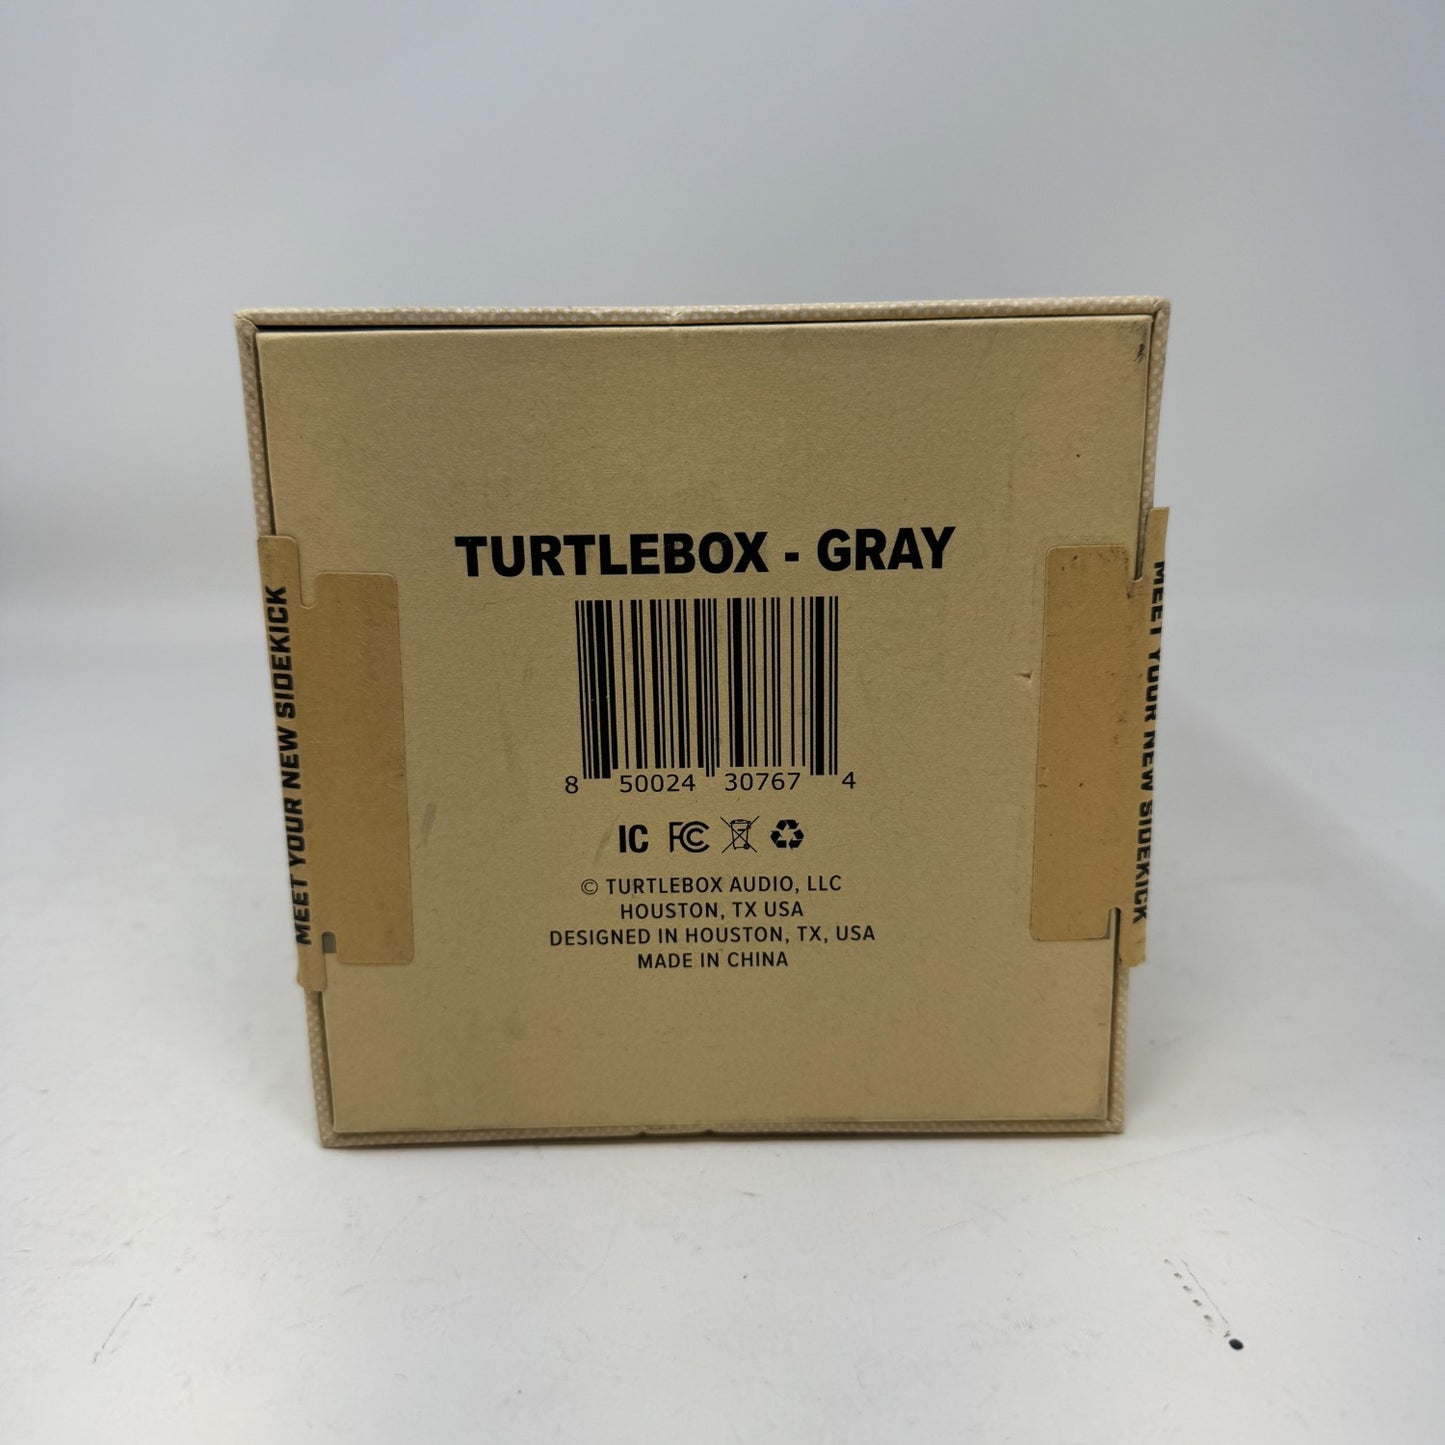 TURTLEBOX - GRAY
8 50024 30767 4
IC FC
© TURTLEBOX AUDIO, LLC
HOUSTON, TX USA
DESIGNED IN HOUSTON, TX, USA
MADE IN CHINA
MEET YOUR NEW SIDEKICK
MEET YOUR NEW SIDEKICK